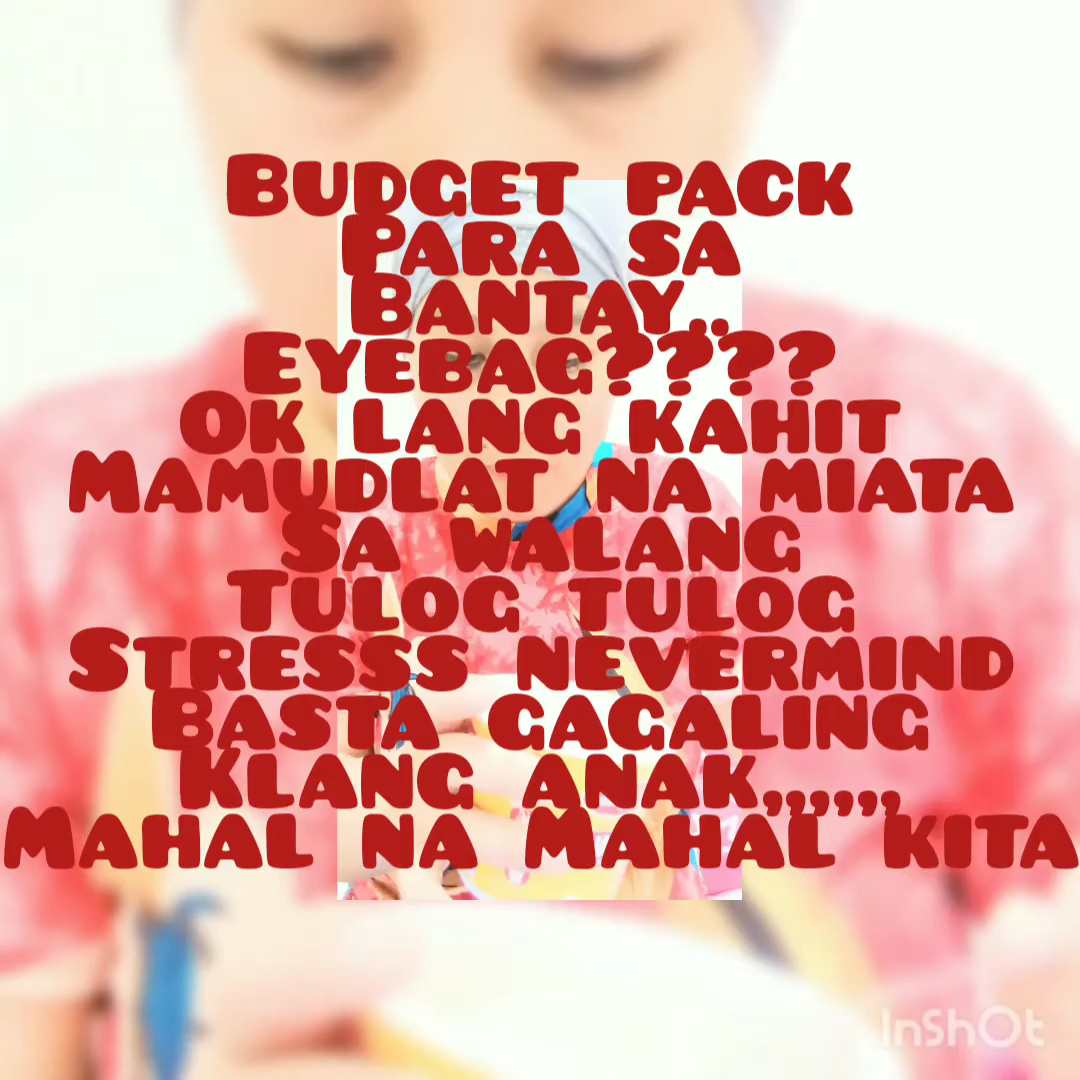 Budget pack
Para sa
Bantay,,
Eyebag????
Ok lang kahit
Mamudlat na miata
Sa walang
Tulog tulog
Stresss nevermind
Basta gagaling
Klang anak,,,,,,
Mahal na Mahal kita
InShOt